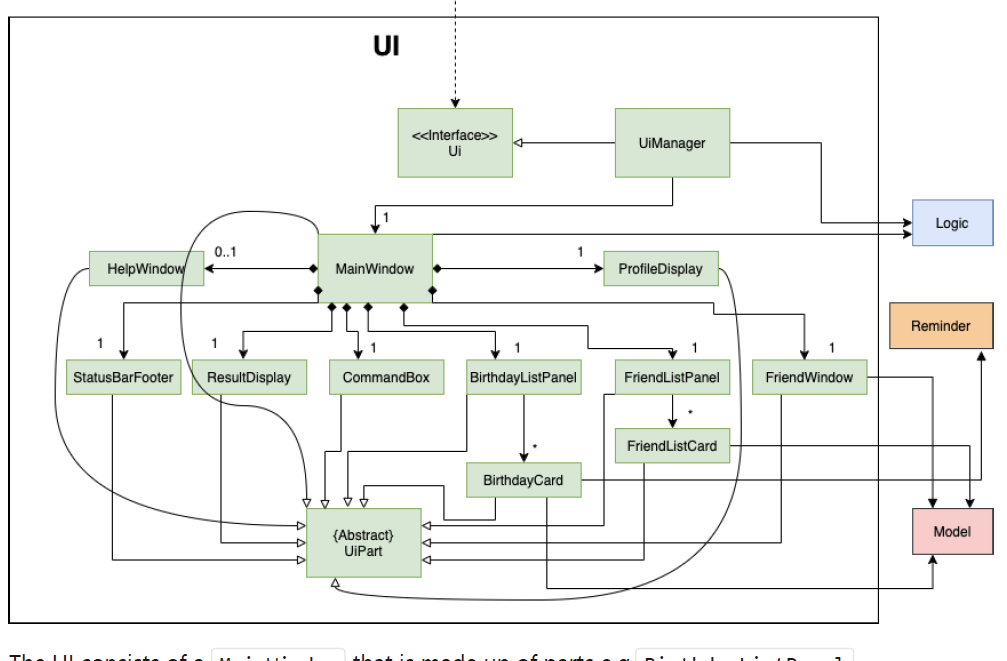 UI
<<Interface>>
Ui
UiManager
Logic
1
0..1
1
HelpWindow
MainWindow
ProfileDisplay
Reminder
1
1
1
1
1
1
StatusBarFooter
ResultDisplay
CommandBox
BirthdayListPanel
FriendListPanel
FriendWindow
*
FriendListCard
*
BirthdayCard
{Abstract}
UiPart
Model
The UI consists of a MainWindow that is made up of parts e.g BirthdayListPanel